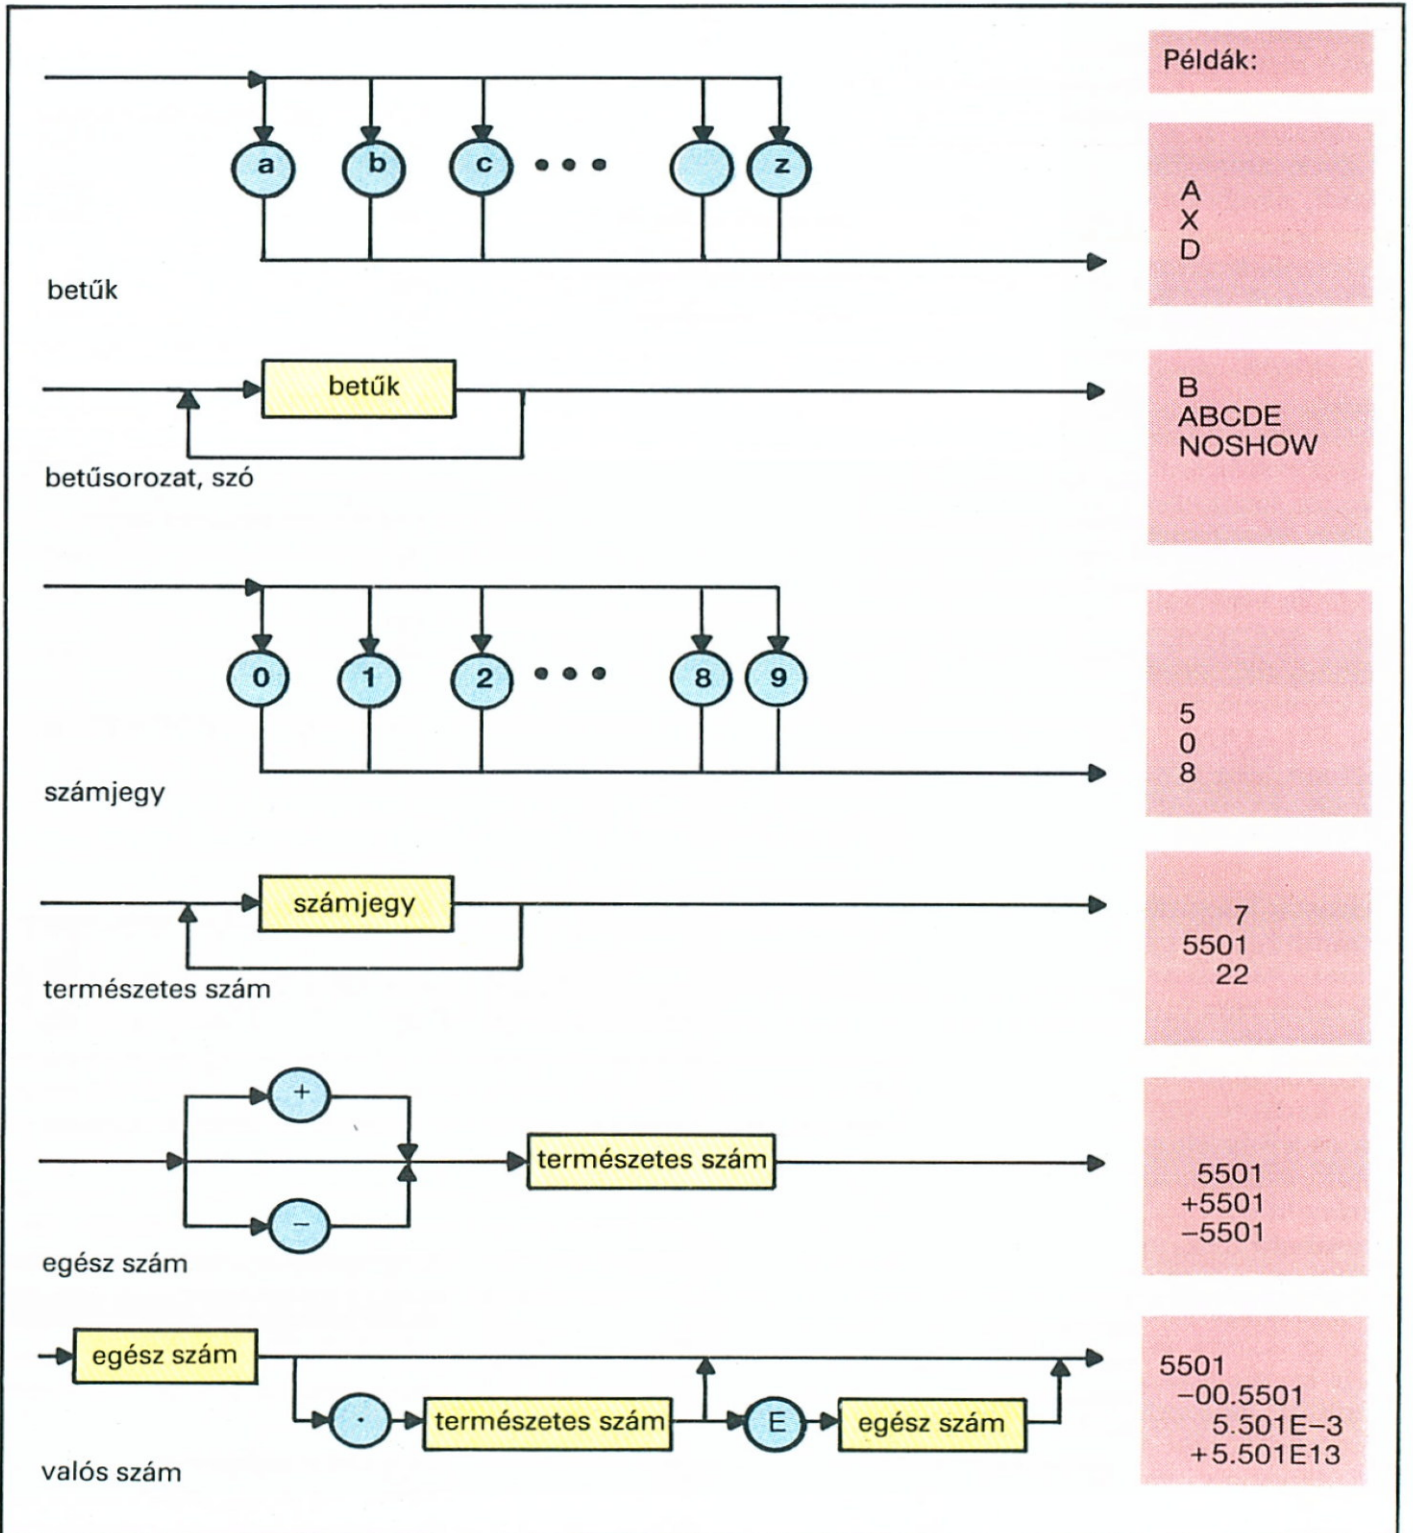 Példák:
a b c • • • z
A
X
D
betűk
betűk
B
ABCDE
NOSHOW
betűsorozat, szó
0 1 2 • • • 8 9
5
0
8
számjegy
számjegy
7
5501
22
természetes szám
+
természetes szám
−
5501
+5501
−5501
egész szám
egész szám
. természetes szám E egész szám
5501
−00.5501
5.501E−3
+5.501E13
valós szám